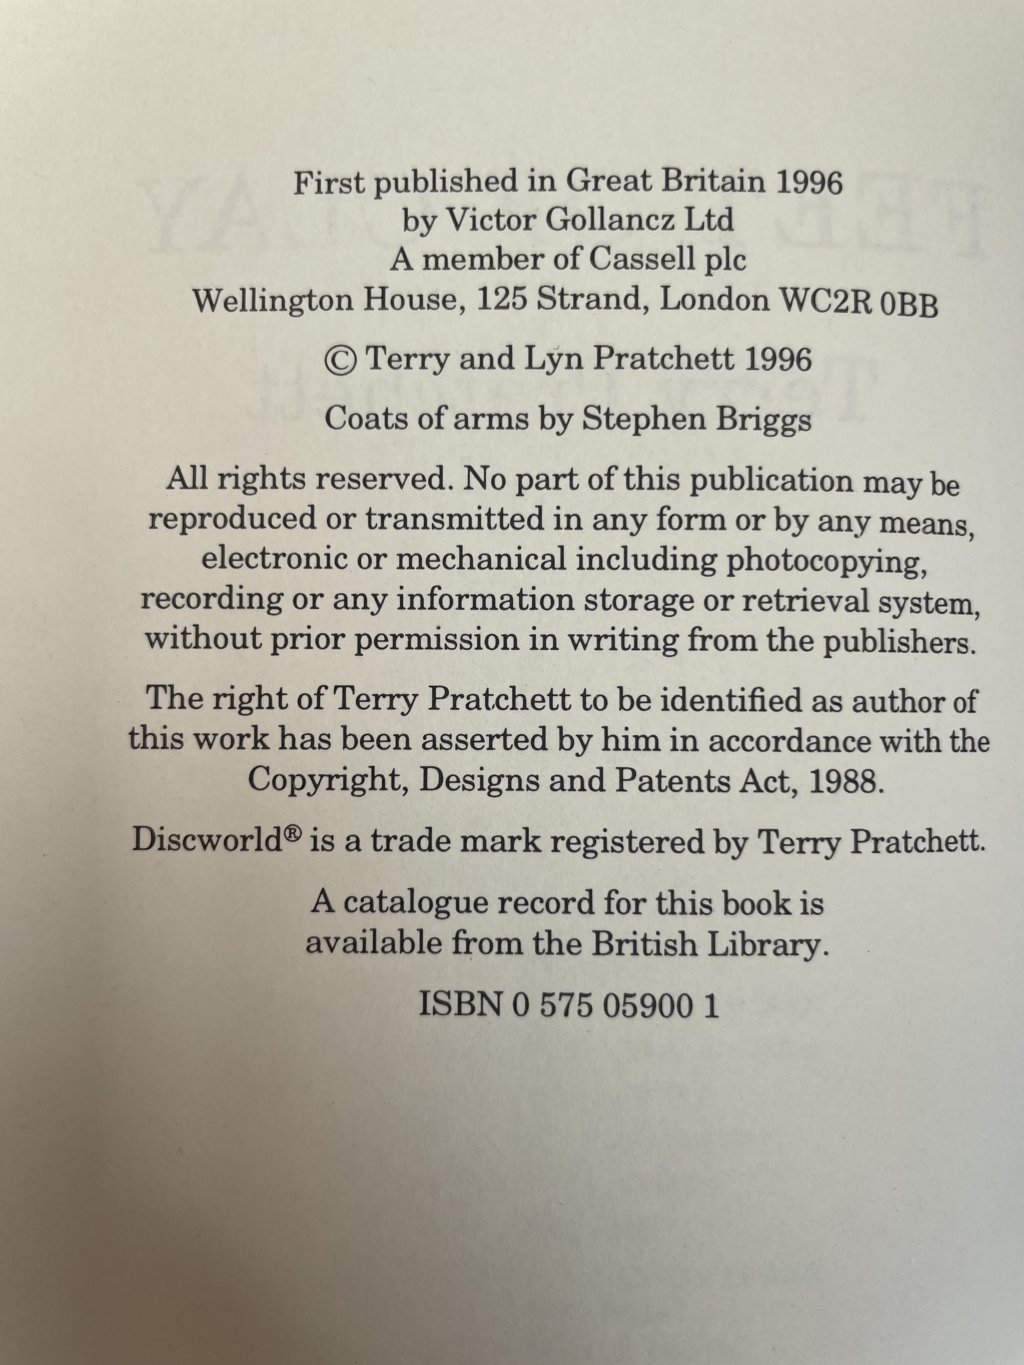 First published in Great Britain 1996
by Victor Gollancz Ltd
A member of Cassell plc
Wellington House, 125 Strand, London WC2R 0BB
© Terry and Lyn Pratchett 1996
Coats of arms by Stephen Briggs
All rights reserved. No part of this publication may be
reproduced or transmitted in any form or by any means,
electronic or mechanical including photocopying,
recording or any information storage or retrieval system,
without prior permission in writing from the publishers.
The right of Terry Pratchett to be identified as author of
this work has been asserted by him in accordance with the
Copyright, Designs and Patents Act, 1988.
Discworld® is a trade mark registered by Terry Pratchett.
A catalogue record for this book is
available from the British Library.
ISBN 0 575 05900 1